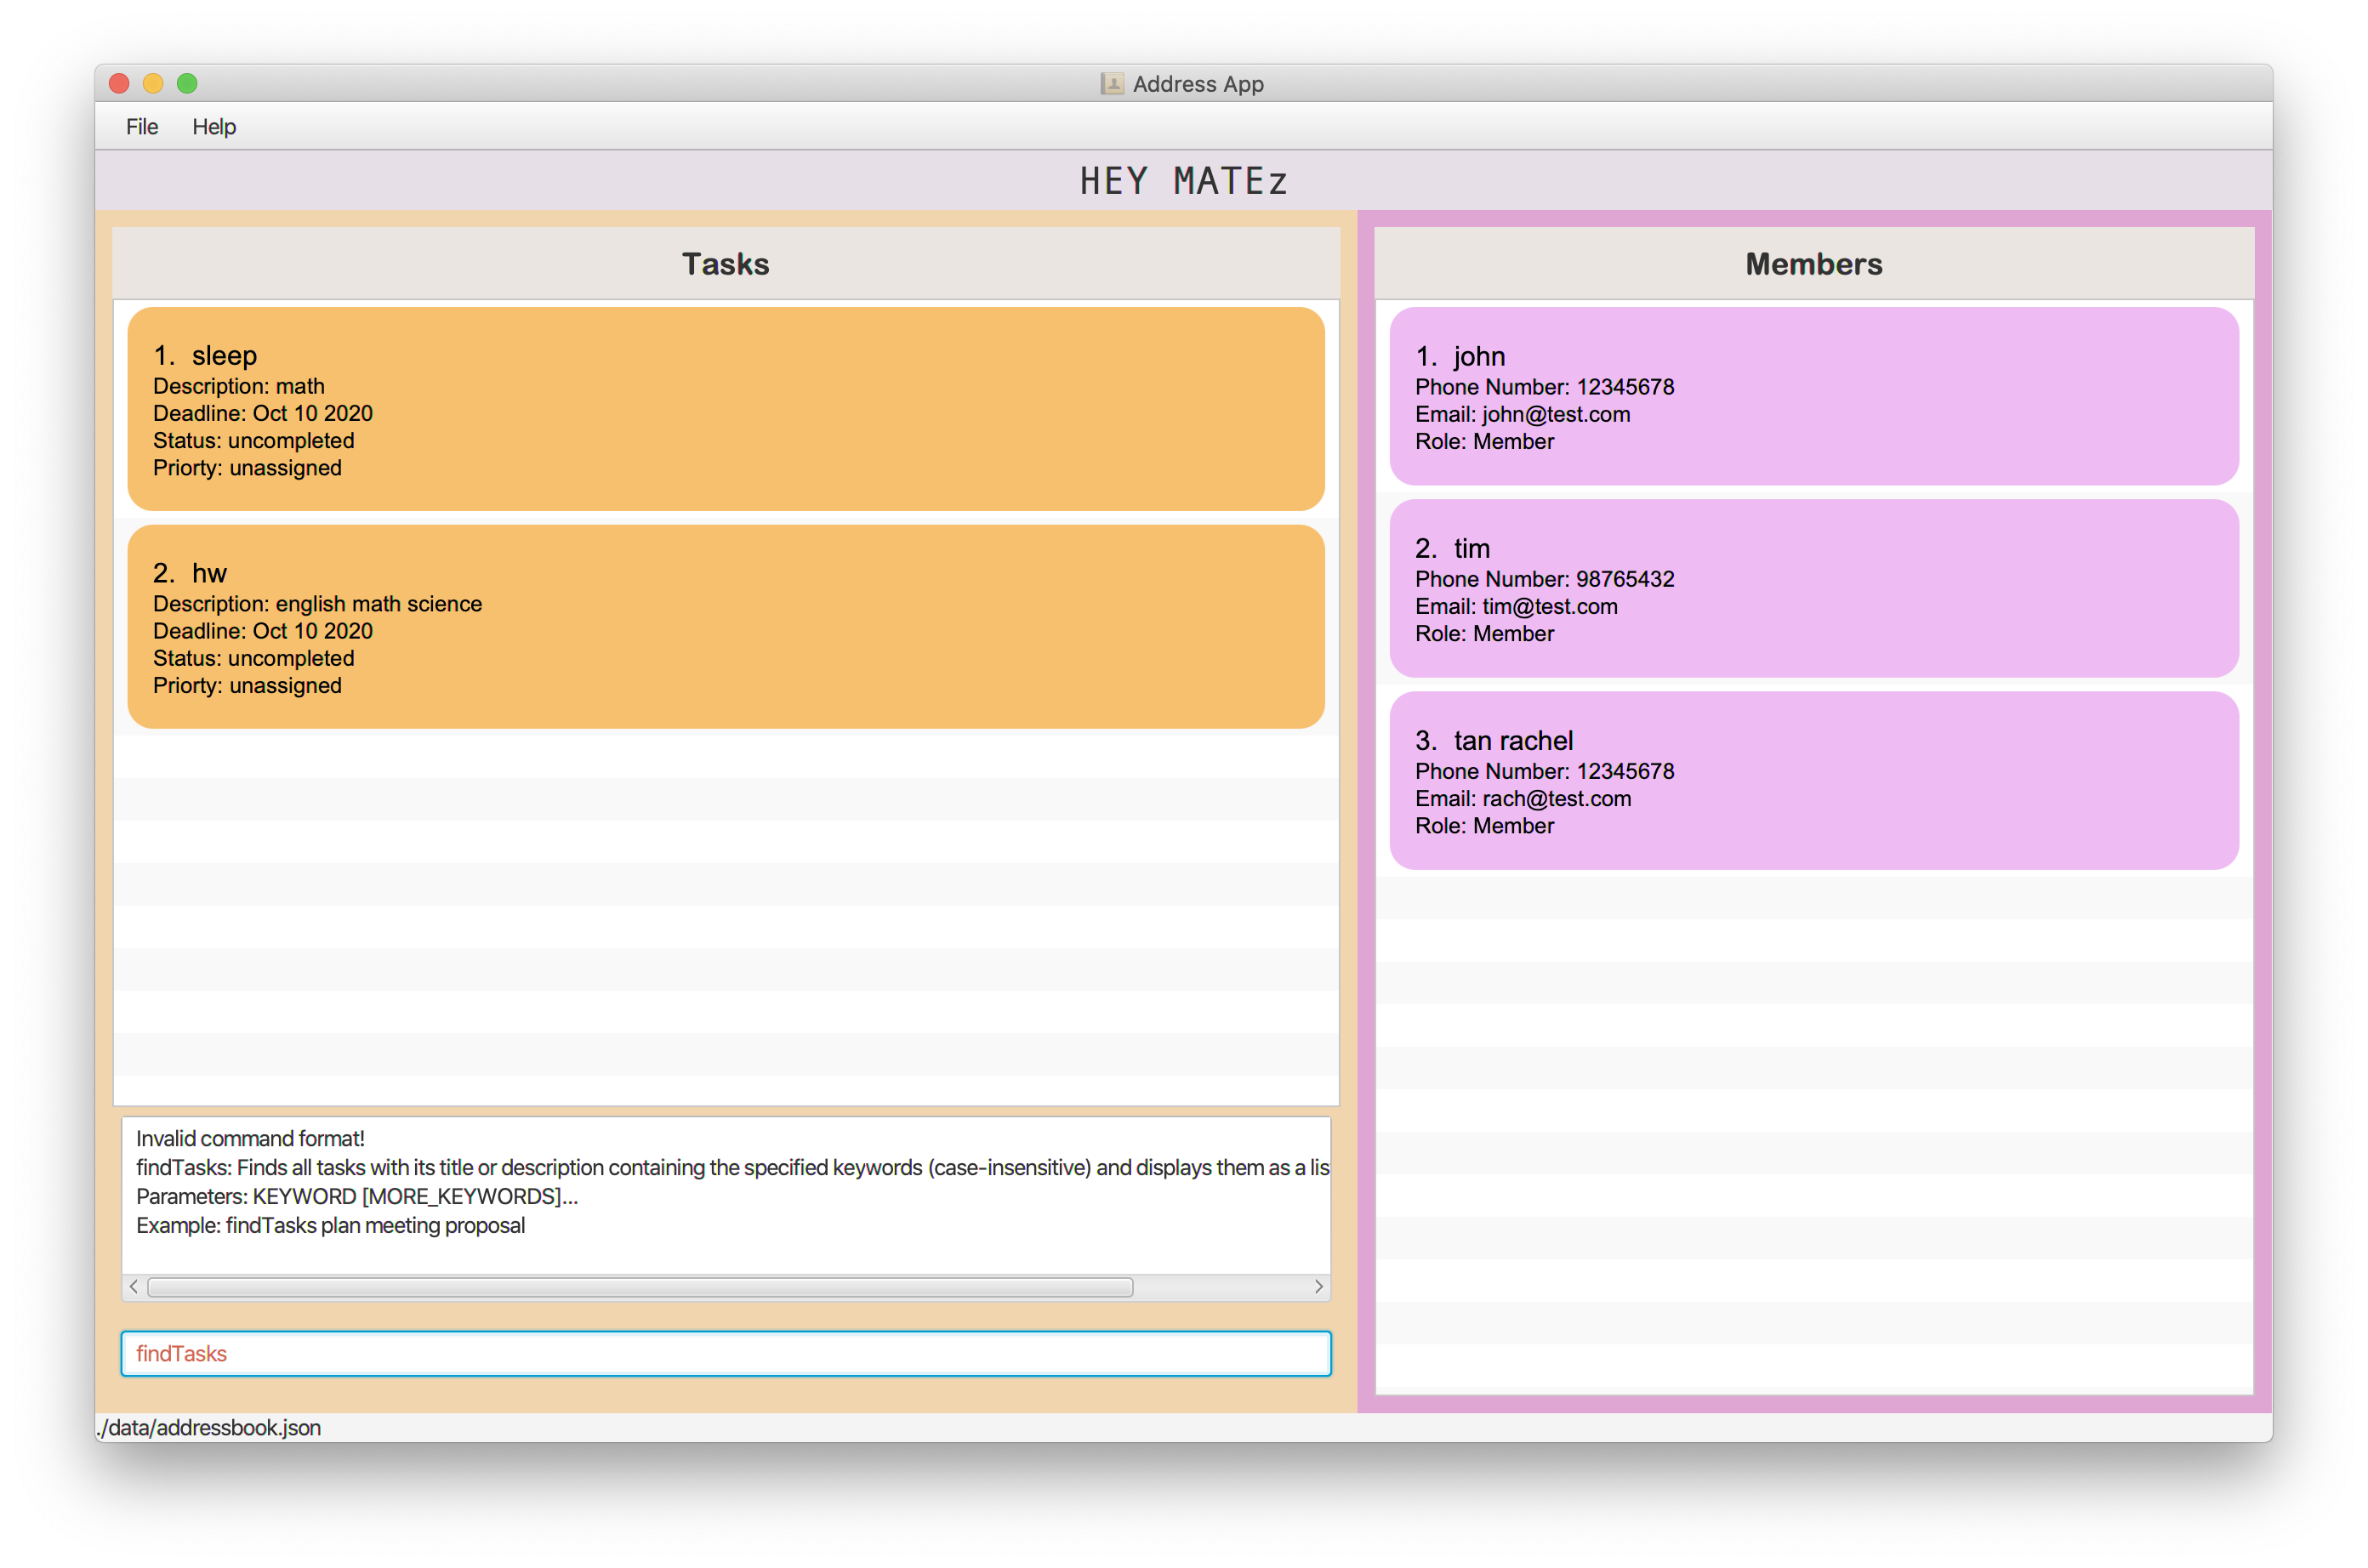 Address App
File Help
HEY MATEz
Tasks
1. sleep
Description: math
Deadline: Oct 10 2020
Status: uncompleted
Priorty: unassigned
2. hw
Description: english math science
Deadline: Oct 10 2020
Status: uncompleted
Priorty: unassigned
Invalid command format!
findTasks: Finds all tasks with its title or description containing the specified keywords (case-insensitive) and displays them as a lis
Parameters: KEYWORD [MORE_KEYWORDS]...
Example: findTasks plan meeting proposal
findTasks
Members
1. john
Phone Number: 12345678
Email: john@test.com
Role: Member
2. tim
Phone Number: 98765432
Email: tim@test.com
Role: Member
3. tan rachel
Phone Number: 12345678
Email: rach@test.com
Role: Member
./data/addressbook.json